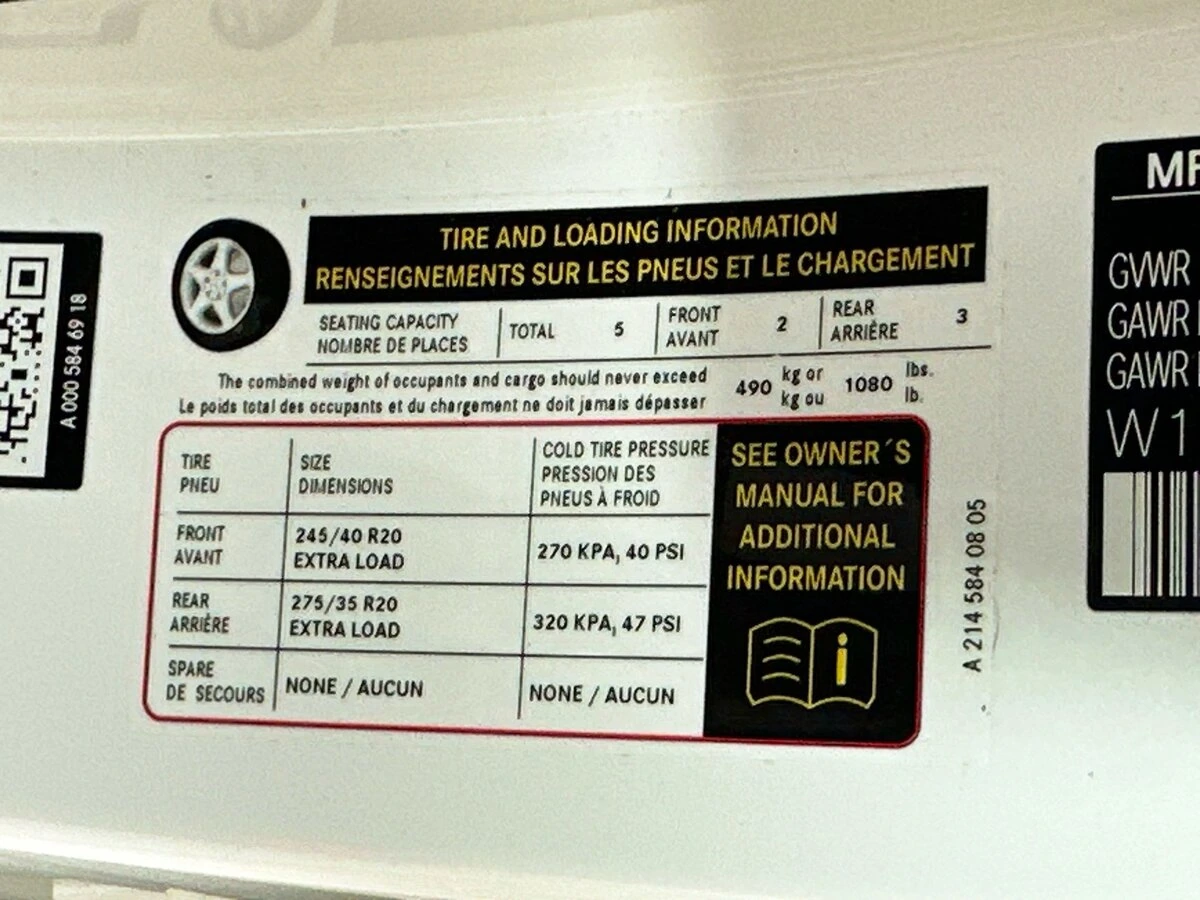 A 000 584 69 18
TIRE AND LOADING INFORMATION
RENSEIGNEMENTS SUR LES PNEUS ET LE CHARGEMENT
SEATING CAPACITY
NOMBRE DE PLACES
TOTAL 5
FRONT
AVANT
2
REAR
ARRIÈRE
3
The combined weight of occupants and cargo should never exceed
Le poids total des occupants et du chargement ne doit jamais dépasser
490
kg or
kg ou
1080
lbs.
lb.
TIRE
PNEU
SIZE
DIMENSIONS
COLD TIRE PRESSURE
PRESSION DES
PNEUS À FROID
FRONT
AVANT
245/40 R20
EXTRA LOAD
270 KPA, 40 PSI
REAR
ARRIÈRE
275/35 R20
EXTRA LOAD
320 KPA, 47 PSI
SPARE
DE SECOURS
NONE / AUCUN
NONE / AUCUN
SEE OWNER´S
MANUAL FOR
ADDITIONAL
INFORMATION
i
A 214 584 08 05
GVWR
GAWR
GAWR
W1